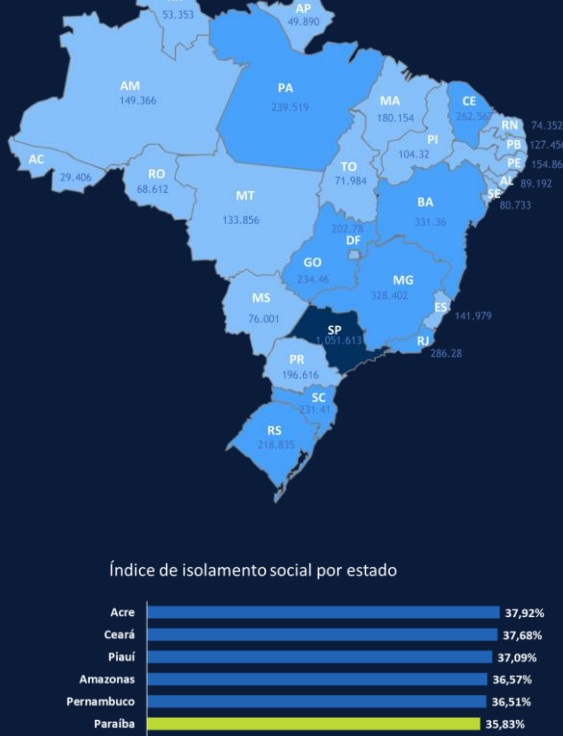 AP
53.353
49.890
AM
149.366
PA
239.519
MA
180.154
CE
262.567
RN 74.352
PI
104.32
PB 127.456
PE 154.86
AL 89.192
SE
80.733
AC
29.406
RO
68.612
TO
71.984
MT
133.856
BA
331.36
202.78
DF
GO
234.46
MG
328.402
MS
76.001
ES 141.979
SP
1.051.613
RJ
286.28
PR
196.616
SC
231.41
RS
218.835
Índice de isolamento social por estado
Acre 37,92%
Ceará 37,68%
Piauí 37,09%
Amazonas 36,57%
Pernambuco 36,51%
Paraíba 35,83%